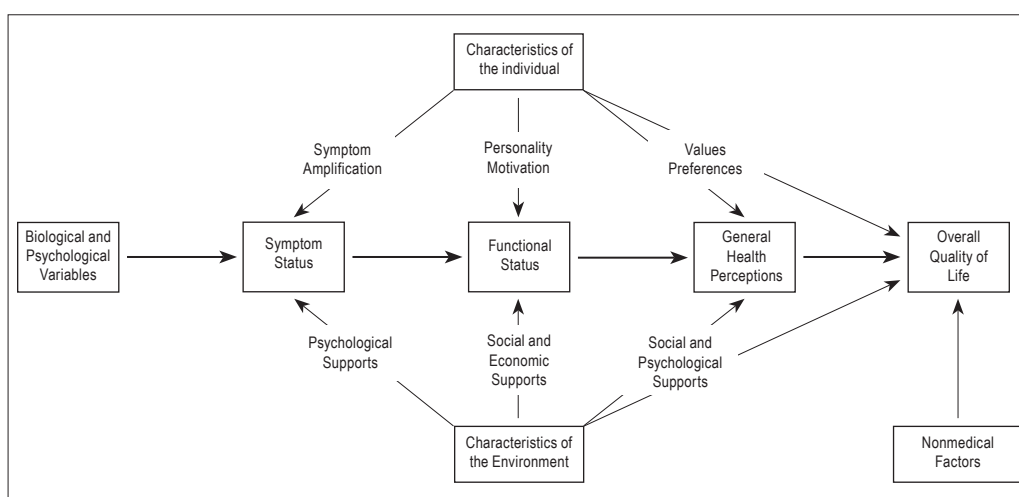 Characteristics of
the individual
Symptom
Amplification
Personality
Motivation
Values
Preferences
Biological and
Psychological
Variables
Symptom
Status
Functional
Status
General
Health
Perceptions
Overall
Quality of
Life
Psychological
Supports
Social and
Economic
Supports
Social and
Psychological
Supports
Characteristics of
the Environment
Nonmedical
Factors